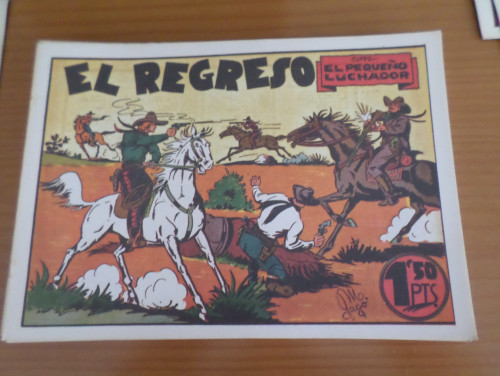 EL REGRESO
EL PEQUEÑO
LUCHADOR
1'50
PTS